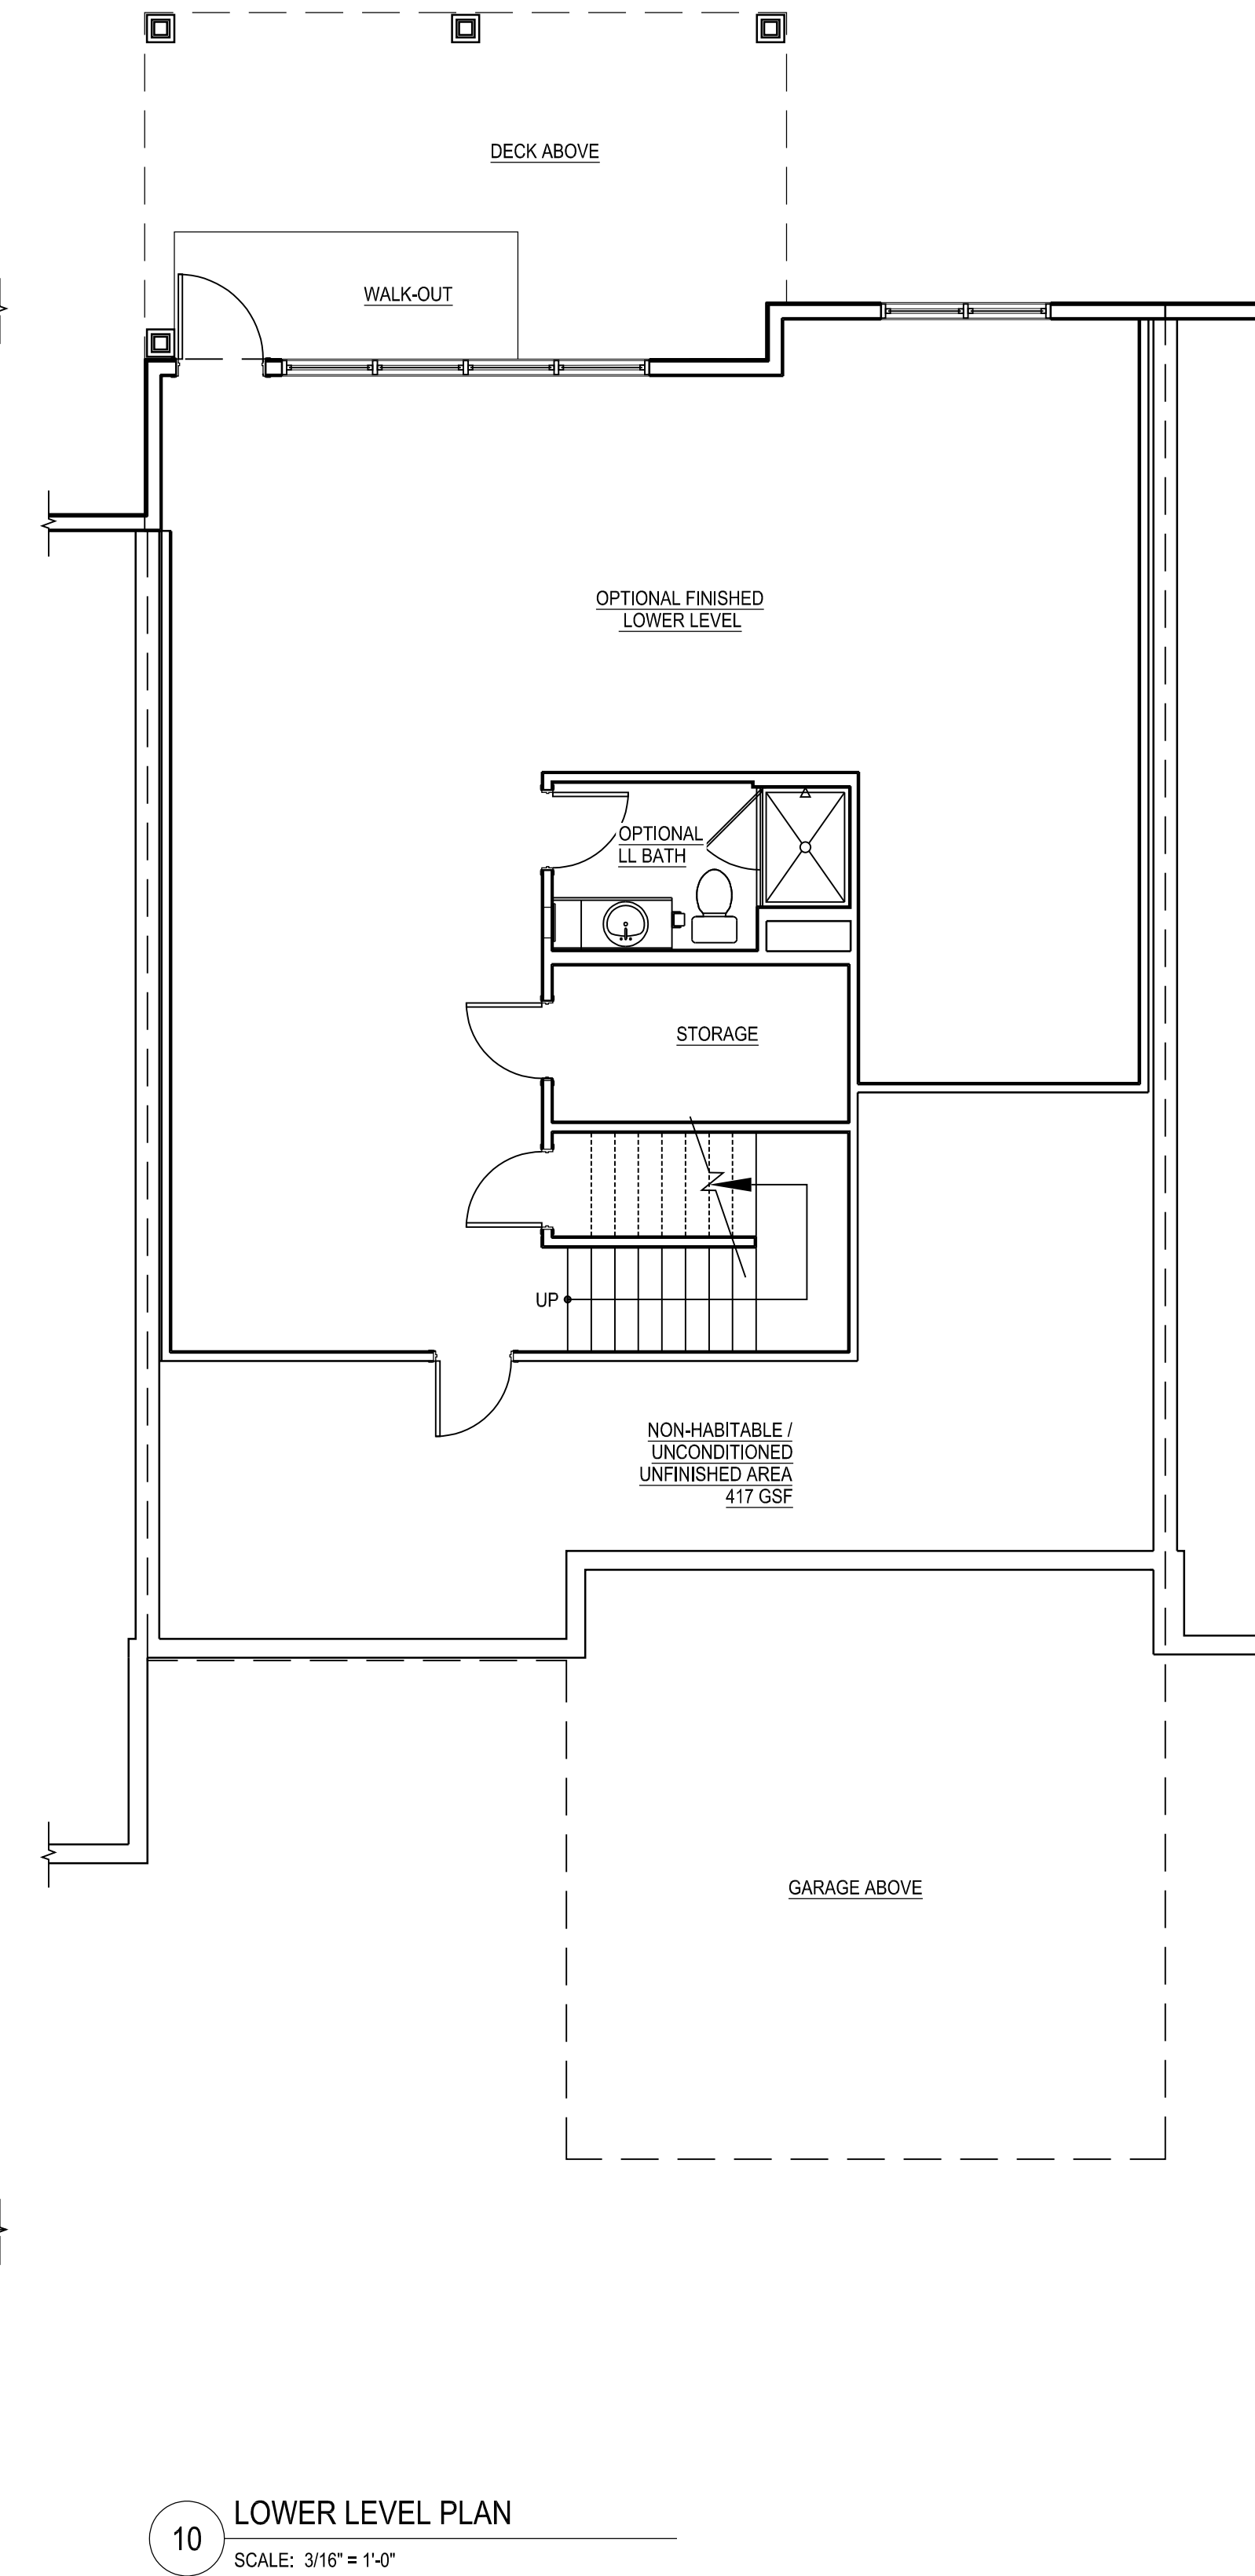 DECK ABOVE
WALK-OUT
OPTIONAL FINISHED
LOWER LEVEL
OPTIONAL
LL BATH
STORAGE
UP
NON-HABITABLE /
UNCONDITIONED
UNFINISHED AREA
417 GSF
GARAGE ABOVE
10
LOWER LEVEL PLAN
SCALE: 3/16" = 1'-0"